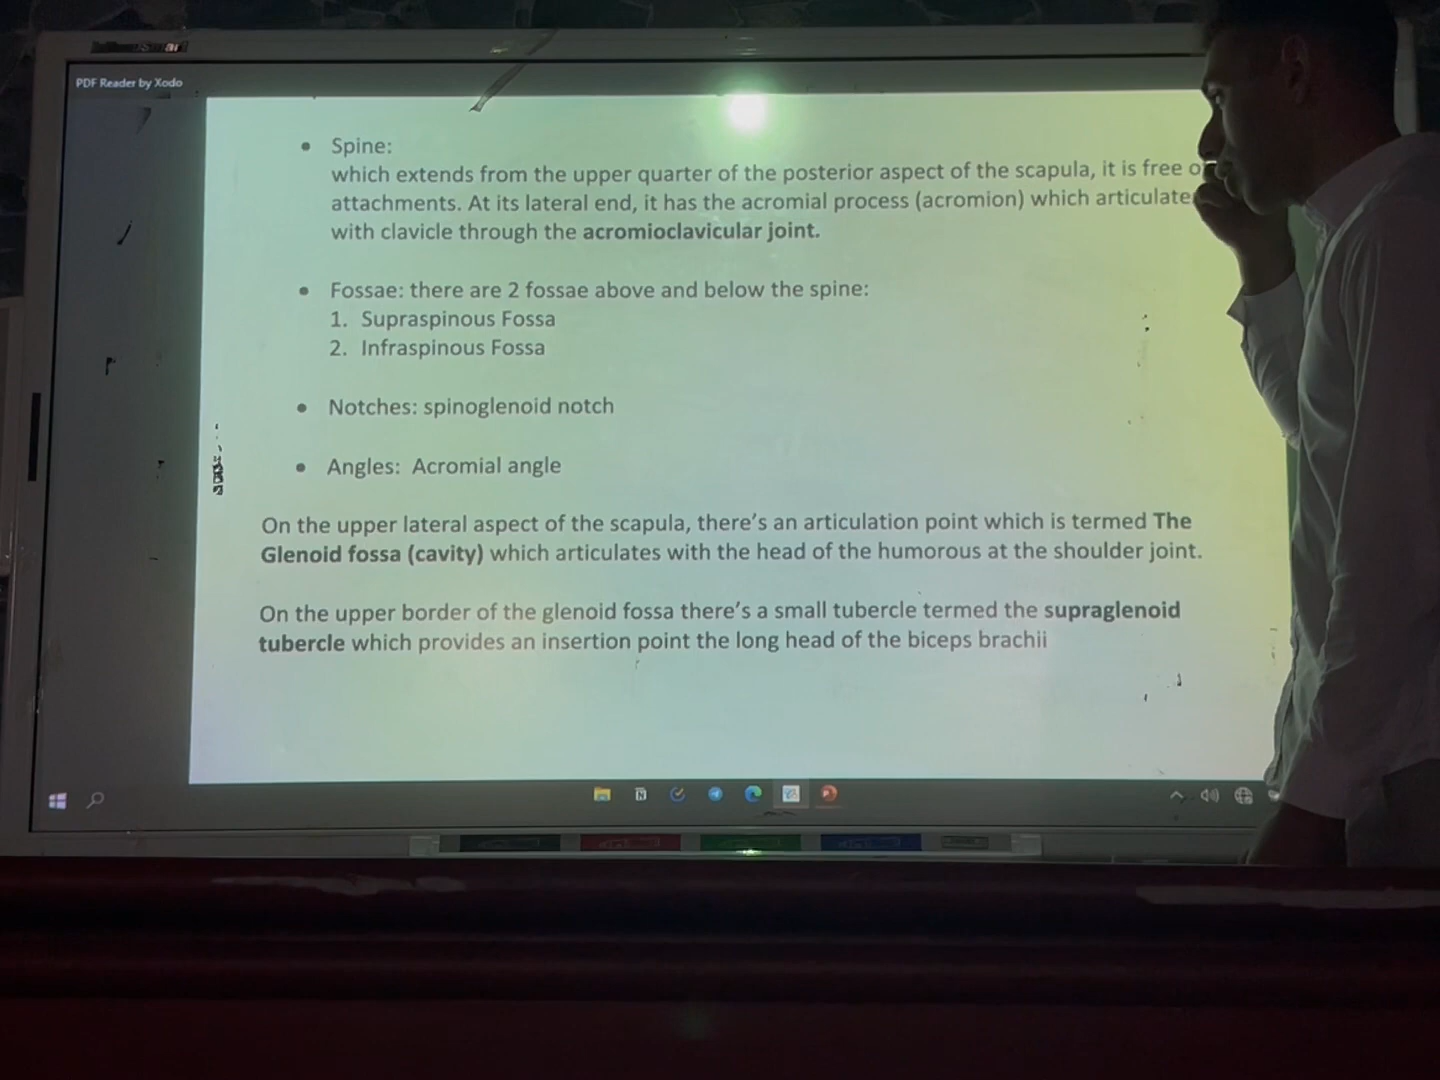 PDF Reader by Xodo
• Spine:
which extends from the upper quarter of the posterior aspect of the scapula, it is free
attachments. At its lateral end, it has the acromial process (acromion) which articulate
with clavicle through the acromioclavicular joint.
• Fossae: there are 2 fossae above and below the spine:
1. Supraspinous Fossa
2. Infraspinous Fossa
• Notches: spinoglenoid notch
• Angles: Acromial angle
On the upper lateral aspect of the scapula, there's an articulation point which is termed The
Glenoid fossa (cavity) which articulates with the head of the humorous at the shoulder joint.
On the upper border of the glenoid fossa there's a small tubercle termed the supraglenoid
tubercle which provides an insertion point the long head of the biceps brachii